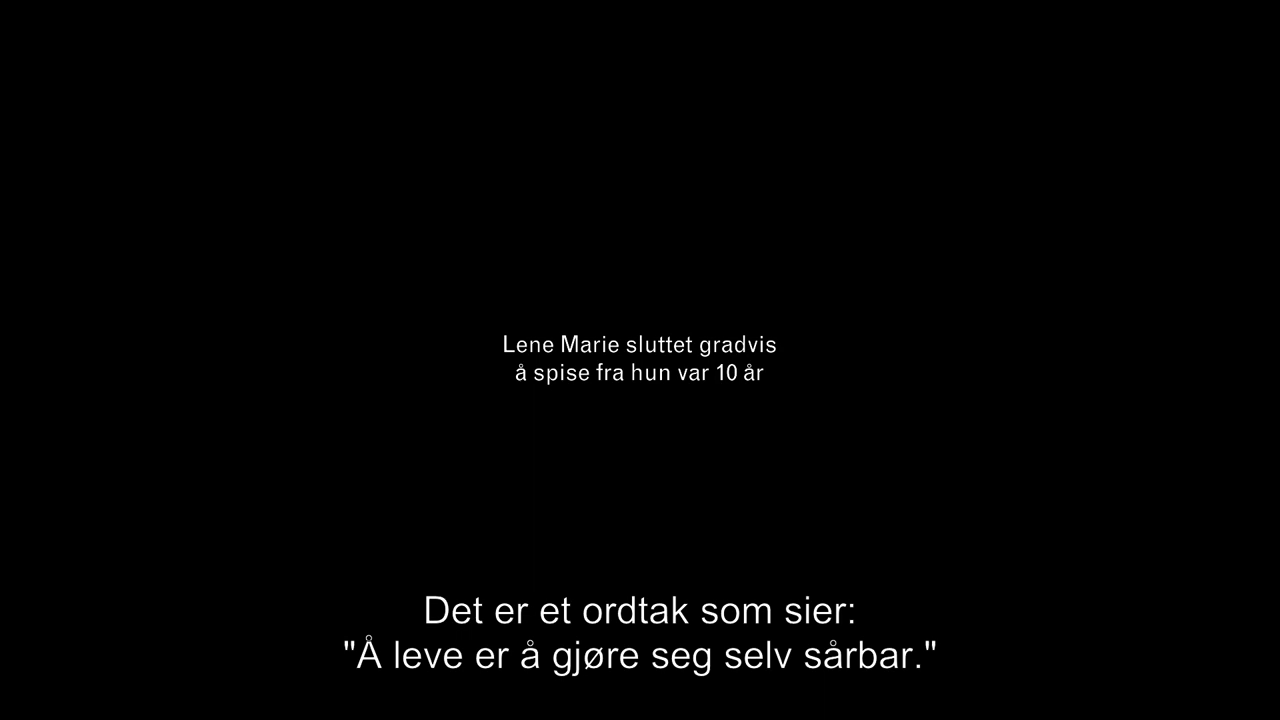 Lene Marie sluttet gradvis
å spise fra hun var 10 år
Det er et ordtak som sier:
"Å leve er å gjøre seg selv sårbar."